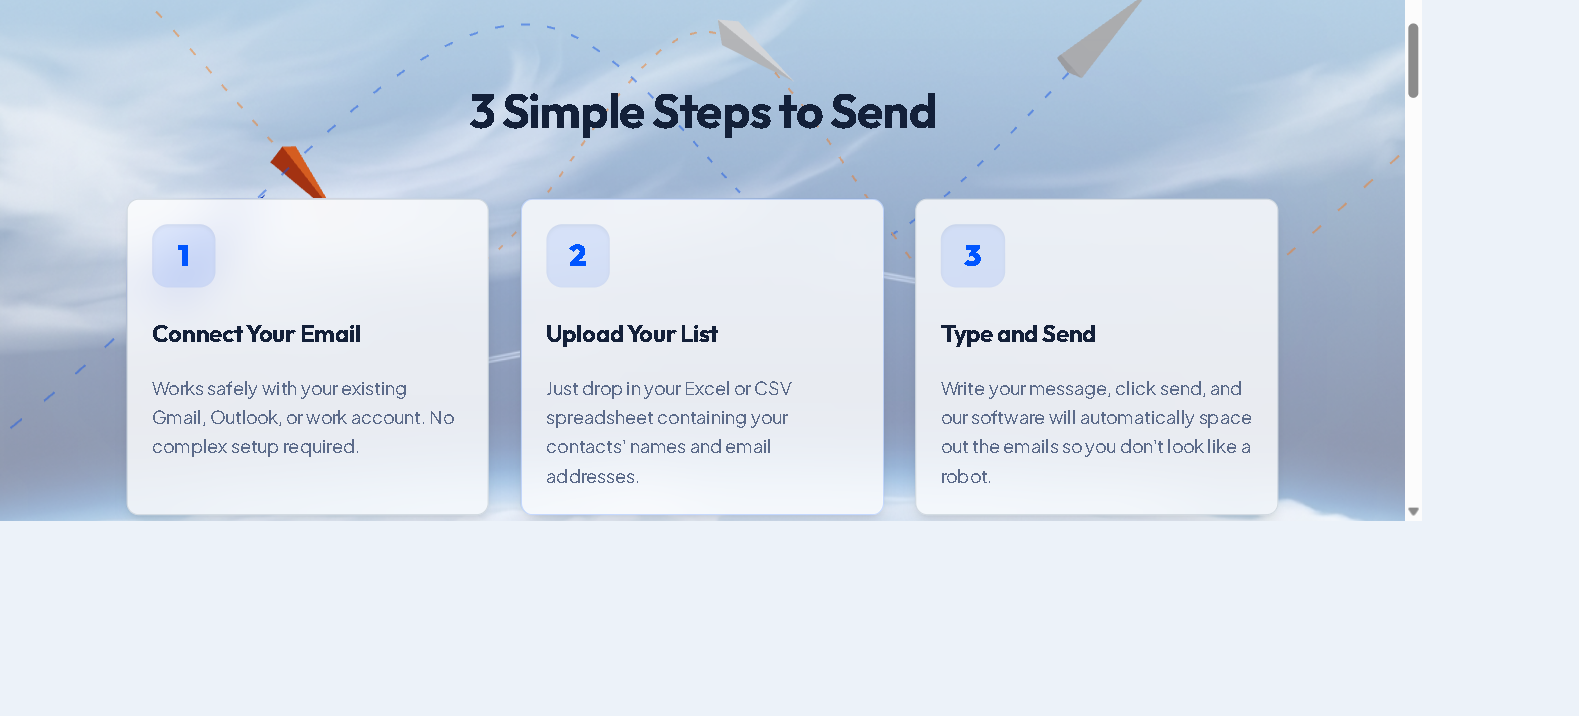 3 Simple Steps to Send
1
Connect Your Email
Works safely with your existing
Gmail, Outlook, or work account. No
complex setup required.
2
Upload Your List
Just drop in your Excel or CSV
spreadsheet containing your
contacts' names and email
addresses.
3
Type and Send
Write your message, click send, and
our software will automatically space
out the emails so you don't look like a
robot.